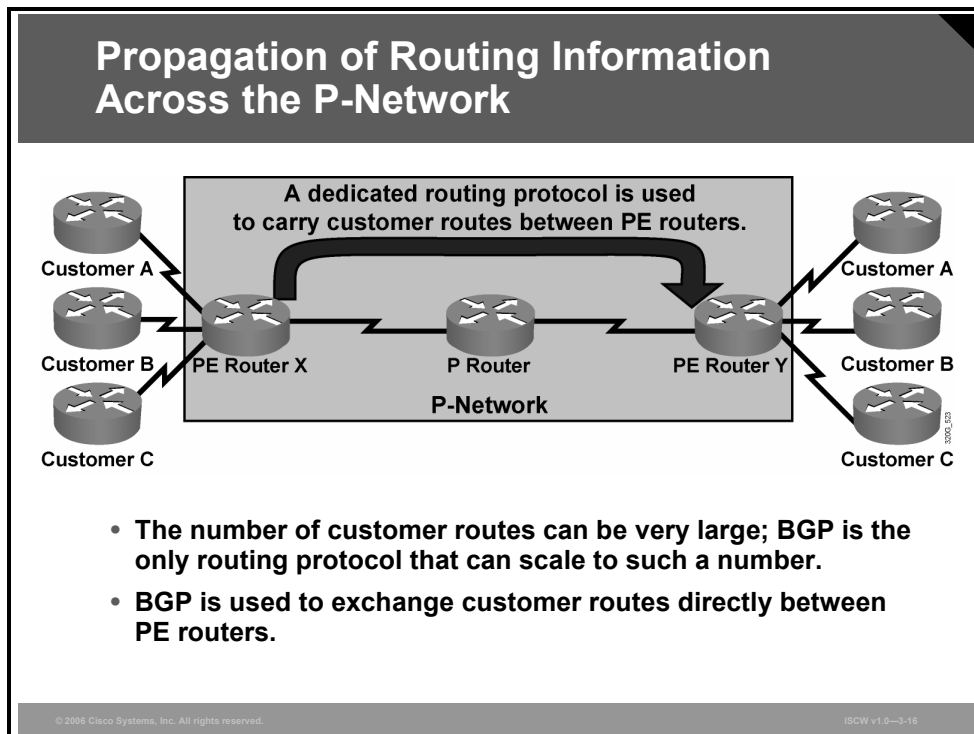 Propagation of Routing Information
Across the P-Network
A dedicated routing protocol is used
to carry customer routes between PE routers.
Customer A
Customer A
Customer B
PE Router X
P Router
PE Router Y
Customer B
P-Network
Customer C
Customer C
320G_523
• The number of customer routes can be very large; BGP is the
only routing protocol that can scale to such a number.
• BGP is used to exchange customer routes directly between
PE routers.
© 2006 Cisco Systems, Inc. All rights reserved.
ISCW v1.0—3-16